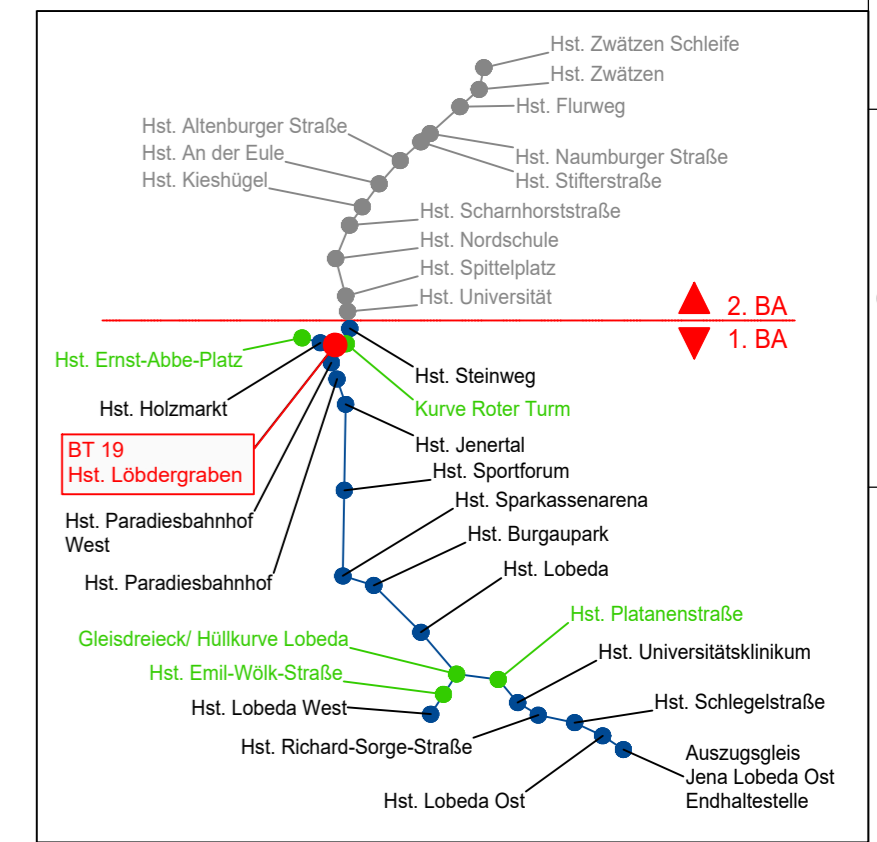 Hst. Zwätzen Schleife
Hst. Zwätzen
Hst. Flurweg
Hst. Altenburger Straße
Hst. An der Eule
Hst. Kieshügel
Hst. Naumburger Straße
Hst. Stifterstraße
Hst. Scharnhorststraße
Hst. Nordschule
Hst. Spittelplatz
Hst. Universität
2. BA
1. BA
Hst. Ernst-Abbe-Platz
Hst. Steinweg
Hst. Holzmarkt
Kurve Roter Turm
BT 19
Hst. Löbdergraben
Hst. Jenertal
Hst. Sportforum
Hst. Sparkassenarena
Hst. Paradiesbahnhof
West
Hst. Burgaupark
Hst. Paradiesbahnhof
Hst. Lobeda
Hst. Platanenstraße
Gleisdreieck/ Hüllkurve Lobeda
Hst. Universitätsklinikum
Hst. Emil-Wölk-Straße
Hst. Lobeda West
Hst. Schlegelstraße
Hst. Richard-Sorge-Straße
Auszugsgleis
Jena Lobeda Ost
Endhaltestelle
Hst. Lobeda Ost